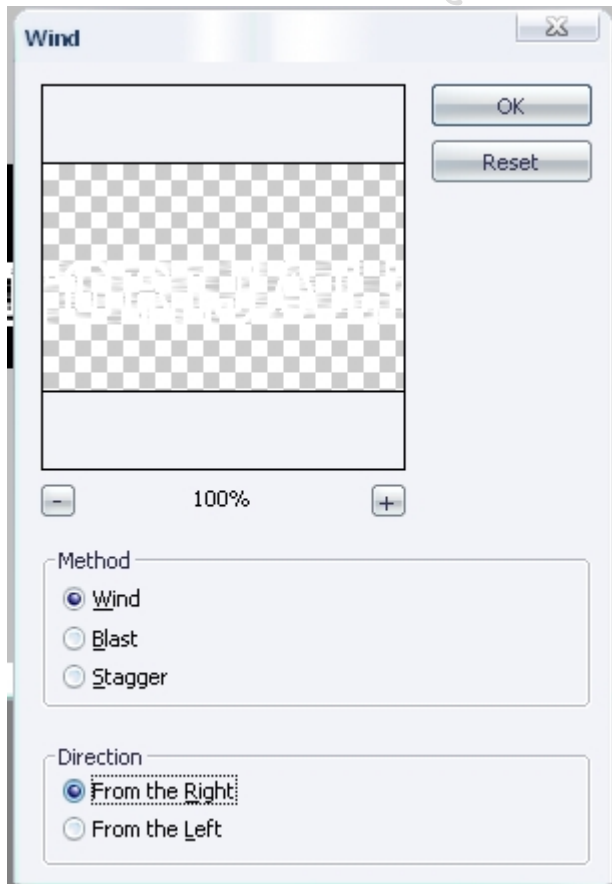 Wind
OK
Reset
- 100% +
Method
Wind
Blast
Stagger
Direction
From the Right
From the Left